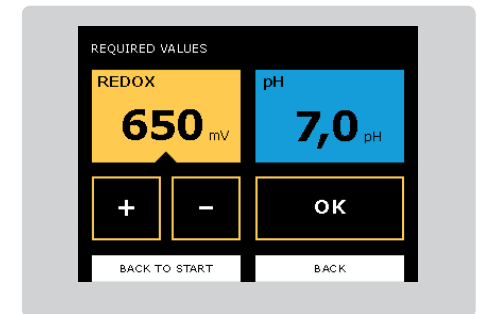 REQUIRED VALUES
REDOX
650 mV
pH
7,0 pH
+ - OK
BACK TO START BACK